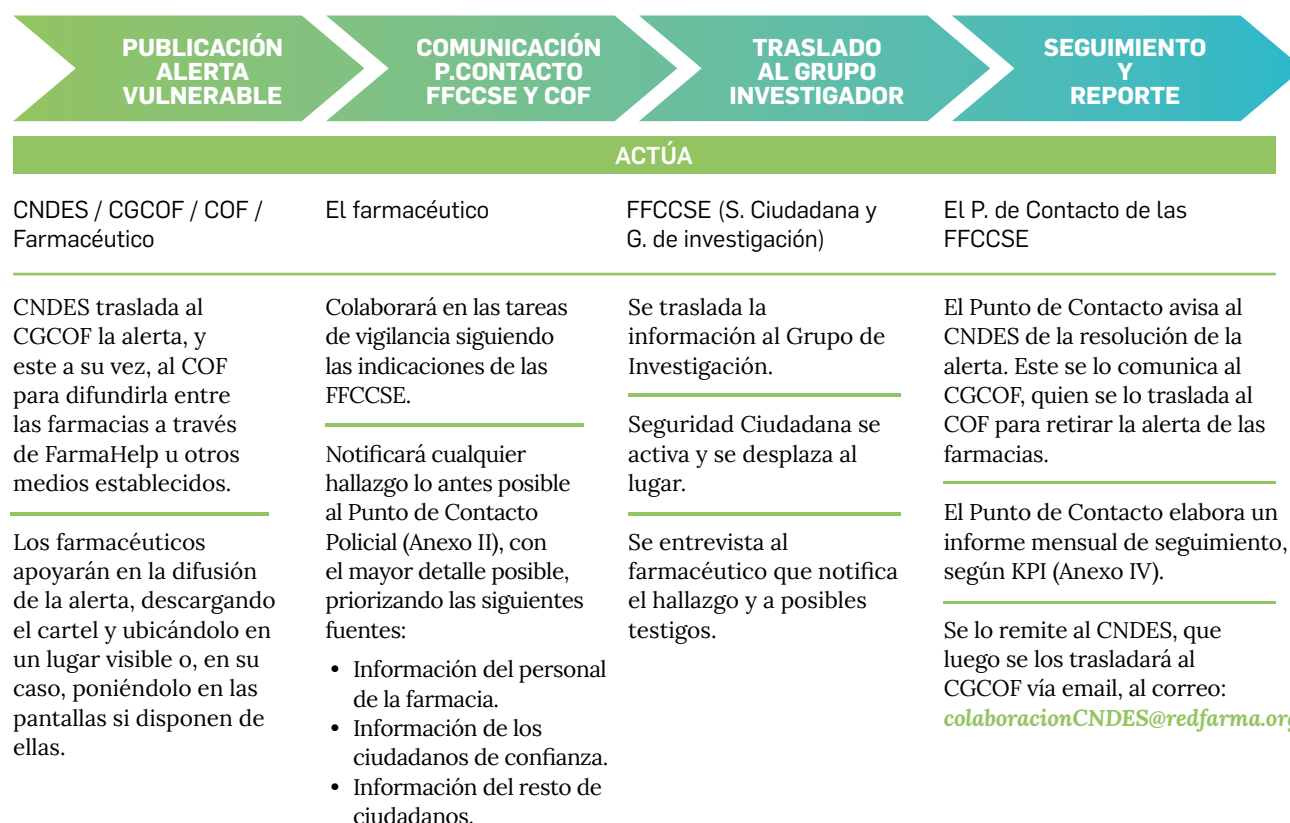 PUBLICACIÓN
ALERTA
VULNERABLE
COMUNICACIÓN
P.CONTACTO
FFCCSE Y COF
TRASLADO
AL GRUPO
INVESTIGADOR
SEGUIMIENTO
Y
REPORTE
ACTÚA
CNDES / CGCOF / COF /
Farmacéutico
El farmacéutico
FFCCSE (S. Ciudadana y
G. de investigación)
El P. de Contacto de las
FFCCSE
CNDES traslada al
CGCOF la alerta, y
este a su vez, al COF
para difundirla entre
las farmacias a través
de FarmaHelp u otros
medios establecidos.
Los farmacéuticos
apoyarán en la difusión
de la alerta, descargando
el cartel y ubicándolo en
un lugar visible o, en su
caso, poniéndolo en las
pantallas si disponen de
ellas.
Colaborará en las tareas
de vigilancia siguiendo
las indicaciones de las
FFCCSE.
Notificará cualquier
hallazgo lo antes posible
al Punto de Contacto
Policial (Anexo II), con
el mayor detalle posible,
priorizando las siguientes
fuentes:
• Información del personal
de la farmacia.
• Información de los
ciudadanos de confianza.
• Información del resto de
ciudadanos.
Se traslada la
información al Grupo de
Investigación.
Seguridad Ciudadana se
activa y se desplaza al
lugar.
Se entrevista al
farmacéutico que notifica
el hallazgo y a posibles
testigos.
El Punto de Contacto avisa al
CNDES de la resolución de la
alerta. Este se lo comunica al
CGCOF, quien se lo traslada al
COF para retirar la alerta de las
farmacias.
El Punto de Contacto elabora un
informe mensual de seguimiento,
según KPI (Anexo IV).
Se lo remite al CNDES, que
luego se los trasladará al
CGCOF vía email, al correo:
colaboracionCNDES@redfarma.org